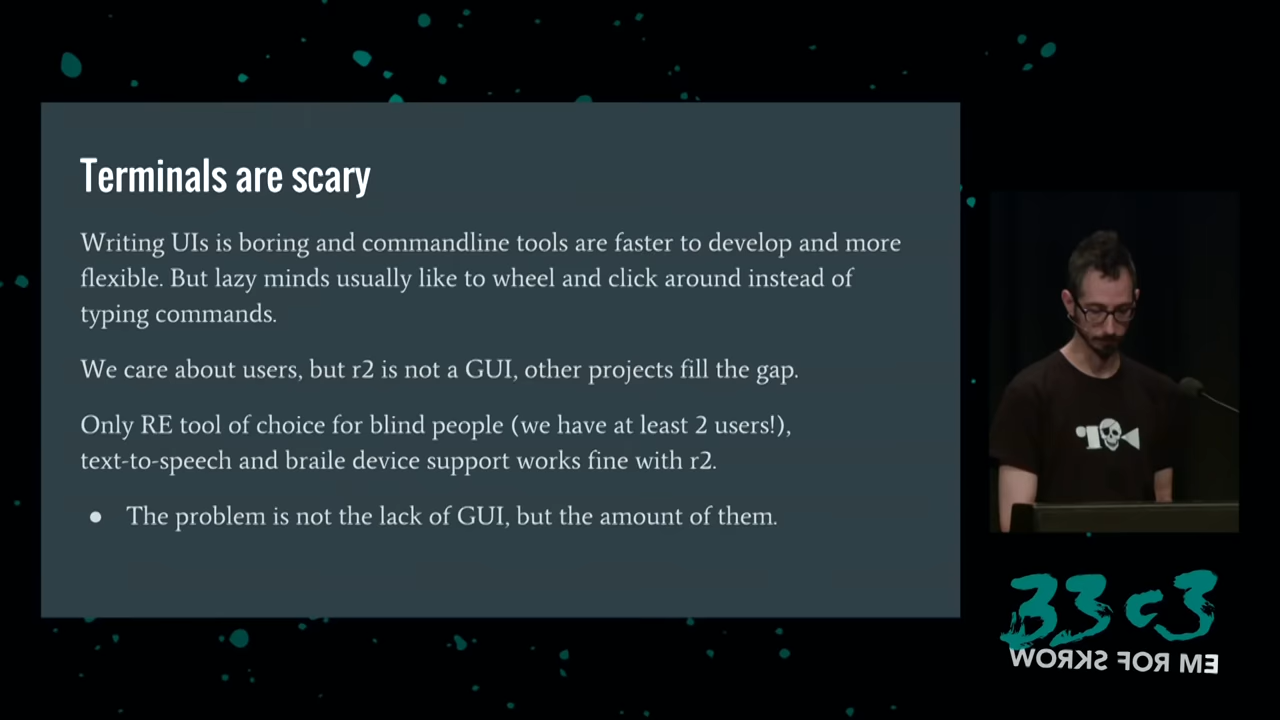 Terminals are scary
Writing UIs is boring and commandline tools are faster to develop and more
flexible. But lazy minds usually like to wheel and click around instead of
typing commands.
We care about users, but r2 is not a GUI, other projects fill the gap.
Only RE tool of choice for blind people (we have at least 2 users!),
text-to-speech and braile device support works fine with r2.
● The problem is not the lack of GUI, but the amount of them.
33c3
WORKS FOR ME